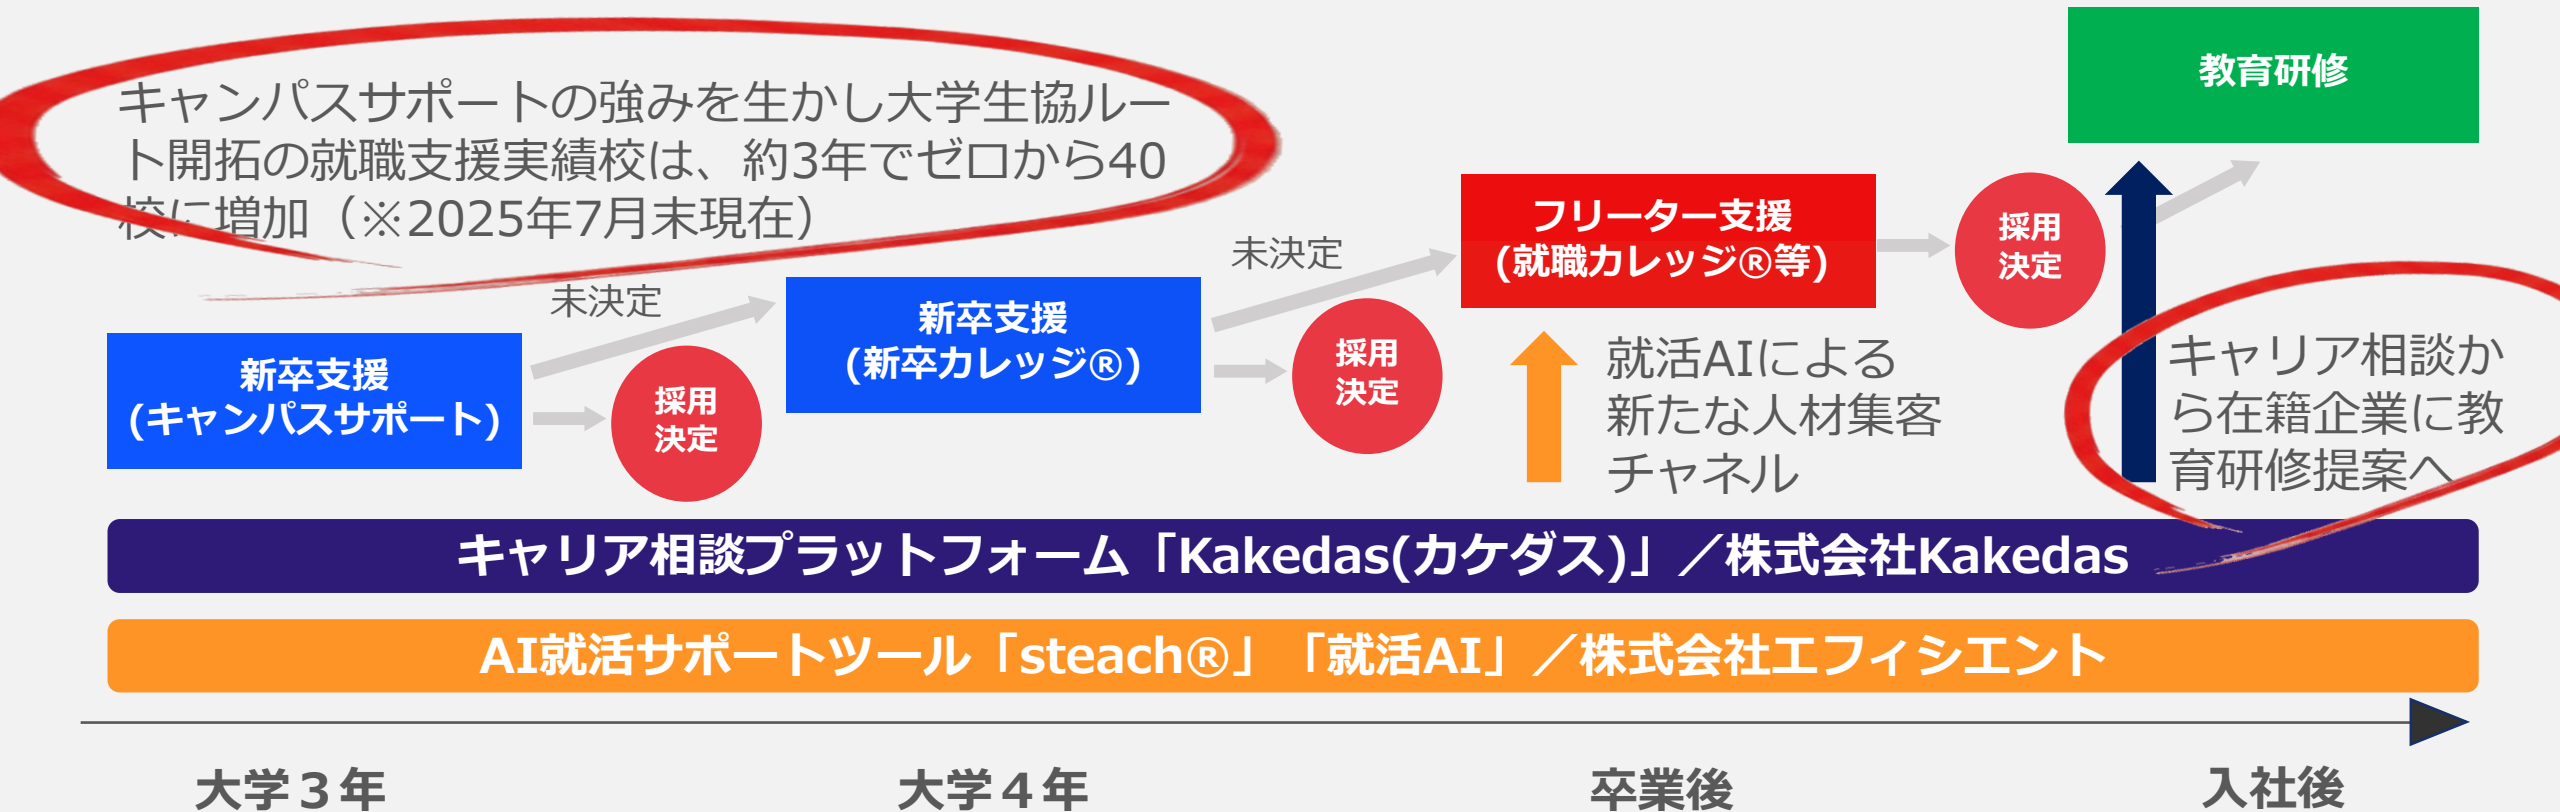 教育研修
キャンパスサポートの強みを生かし大学生協ルー
ト開拓の就職支援実績校は、約3年でゼロから40
校に増加（※2025年7月末現在）
フリーター支援
(就職カレッジ®等)
採用
決定
未決定
未決定
新卒支援
(新卒カレッジ®)
採用
決定
新卒支援
(キャンパスサポート)
採用
決定
就活AIによる
新たな人材集客
チャネル
キャリア相談か
ら在籍企業に教
育研修提案へ
キャリア相談プラットフォーム「Kakedas(カケダス)」／株式会社Kakedas
AI就活サポートツール「steach®」「就活AI」／株式会社エフィシエント
大学３年
大学４年
卒業後
入社後